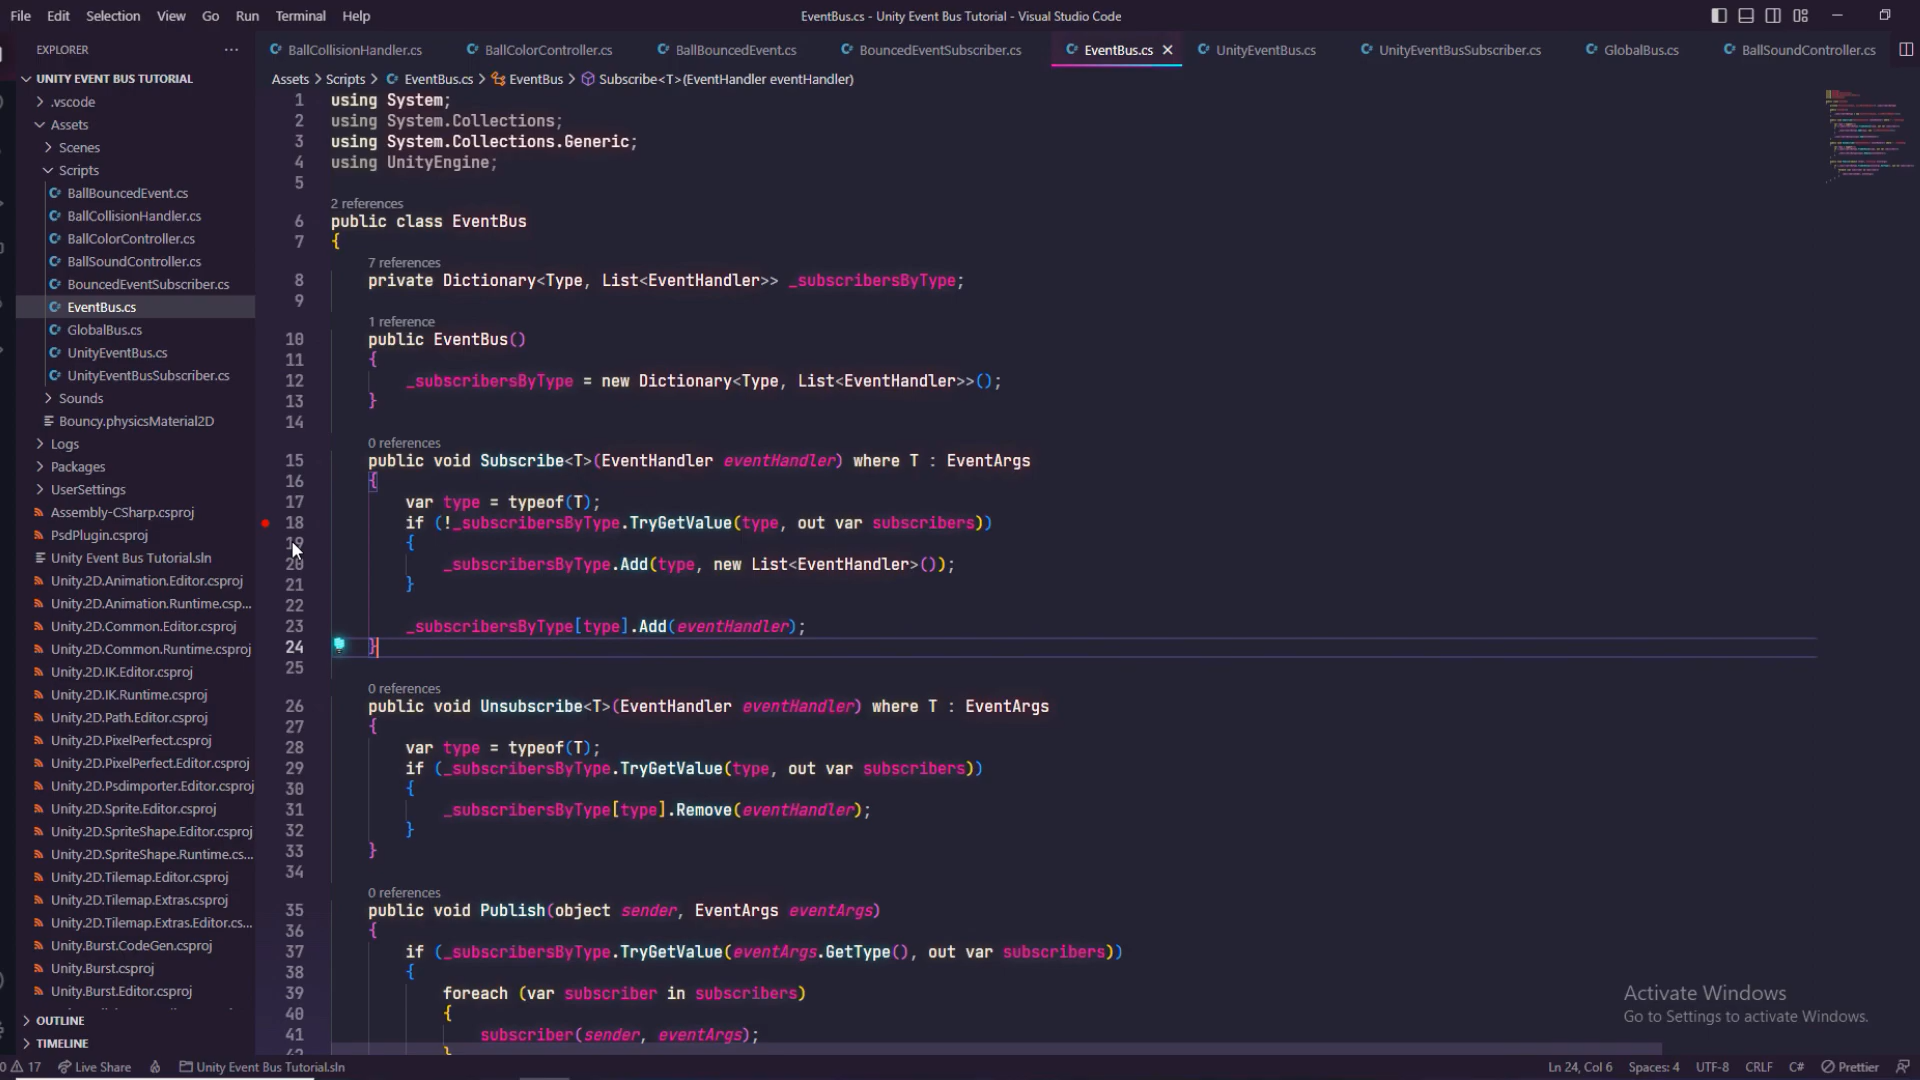 File Edit Selection View Go Run Terminal Help
EventBus.cs - Unity Event Bus Tutorial - Visual Studio Code
EXPLORER
BallCollisionHandler.cs
BallColorController.cs
BallBouncedEvent.cs
BouncedEventSubscriber.cs
EventBus.cs
UnityEventBus.cs
UnityEventBusSubscriber.cs
GlobalBus.cs
BallSoundController.cs
Assets > Scripts > EventBus.cs > EventBus > Subscribe<T>(EventHandler eventHandler)
UNITY EVENT BUS TUTORIAL
.vscode
Assets
Scenes
Scripts
BallBouncedEvent.cs
BallCollisionHandler.cs
BallColorController.cs
BallSoundController.cs
BouncedEventSubscriber.cs
EventBus.cs
GlobalBus.cs
UnityEventBus.cs
UnityEventBusSubscriber.cs
Sounds
Bouncy.physicsMaterial2D
Logs
Packages
UserSettings
Assembly-CSharp.csproj
PsdPlugin.csproj
Unity Event Bus Tutorial.sln
Unity.2D.Animation.Editor.csproj
Unity.2D.Animation.Runtime.csp...
Unity.2D.Common.Editor.csproj
Unity.2D.Common.Runtime.csproj
Unity.2D.IK.Editor.csproj
Unity.2D.IK.Runtime.csproj
Unity.2D.Path.Editor.csproj
Unity.2D.PixelPerfect.csproj
Unity.2D.PixelPerfect.Editor.csproj
Unity.2D.Psdimporter.Editor.csproj
Unity.2D.Sprite.Editor.csproj
Unity.2D.SpriteShape.Editor.csproj
Unity.2D.SpriteShape.Runtime.cs...
Unity.2D.Tilemap.Editor.csproj
Unity.2D.Tilemap.Extras.csproj
Unity.2D.Tilemap.Extras.Editor.cs...
Unity.Burst.CodeGen.csproj
Unity.Burst.csproj
Unity.Burst.Editor.csproj
OUTLINE
TIMELINE
1 using System;
2 using System.Collections;
3 using System.Collections.Generic;
4 using UnityEngine;
5
2 references
6 public class EventBus
7 {
7 references
8 private Dictionary<Type, List<EventHandler>> _subscribersByType;
9
1 reference
10 public EventBus()
11 {
12 _subscribersByType = new Dictionary<Type, List<EventHandler>>();
13 }
14
0 references
15 public void Subscribe<T>(EventHandler eventHandler) where T : EventArgs
16 {
17 var type = typeof(T);
18 if (!_subscribersByType.TryGetValue(type, out var subscribers))
19 {
20 _subscribersByType.Add(type, new List<EventHandler>());
21 }
22
23 _subscribersByType[type].Add(eventHandler);
24 }
25
0 references
26 public void Unsubscribe<T>(EventHandler eventHandler) where T : EventArgs
27 {
28 var type = typeof(T);
29 if (_subscribersByType.TryGetValue(type, out var subscribers))
30 {
31 _subscribersByType[type].Remove(eventHandler);
32 }
33 }
34
0 references
35 public void Publish(object sender, EventArgs eventArgs)
36 {
37 if (_subscribersByType.TryGetValue(eventArgs.GetType(), out var subscribers))
38 {
39 foreach (var subscriber in subscribers)
40 {
41 subscriber(sender, eventArgs);
42 }
Activate Windows
Go to Settings to activate Windows.
0 17 Live Share Unity Event Bus Tutorial.sln
Ln 24, Col 6 Spaces: 4 UTF-8 CRLF C# Prettier